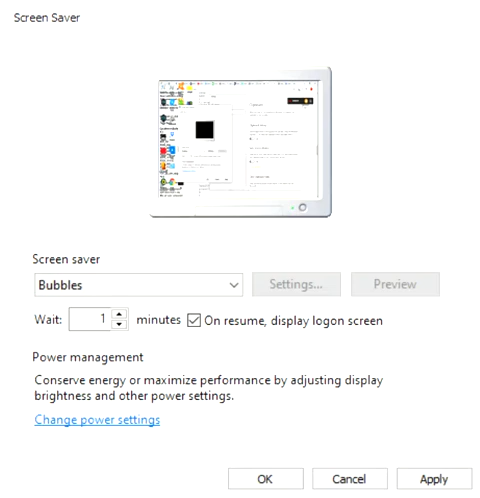 Screen Saver
Screen saver
Bubbles
Settings...
Preview
Wait: 1 minutes On resume, display logon screen
Power management
Conserve energy or maximize performance by adjusting display
brightness and other power settings.
Change power settings
OK
Cancel
Apply